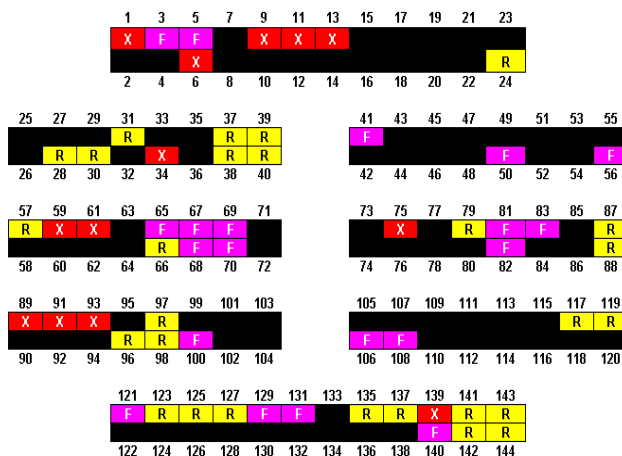 1 3 5 7 9 11 13 15 17 19 21 23
X F F X X X
X R
2 4 6 8 10 12 14 16 18 20 22 24
25 27 29 31 33 35 37 39 41 43 45 47 49 51 53 55
R R R F
R R X R R F F
26 28 30 32 34 36 38 40 42 44 46 48 50 52 54 56
57 59 61 63 65 67 69 71 73 75 77 79 81 83 85 87
R X X F F F X R F F R
R F F F R
58 60 62 64 66 68 70 72 74 76 78 80 82 84 86 88
89 91 93 95 97 99 101 103 105 107 109 111 113 115 117 119
X X X R R R
R R F F F
90 92 94 96 98 100 102 104 106 108 110 112 114 116 118 120
121 123 125 127 129 131 133 135 137 139 141 143
F R R R F F R R X R R
F R R
122 124 126 128 130 132 134 136 138 140 142 144